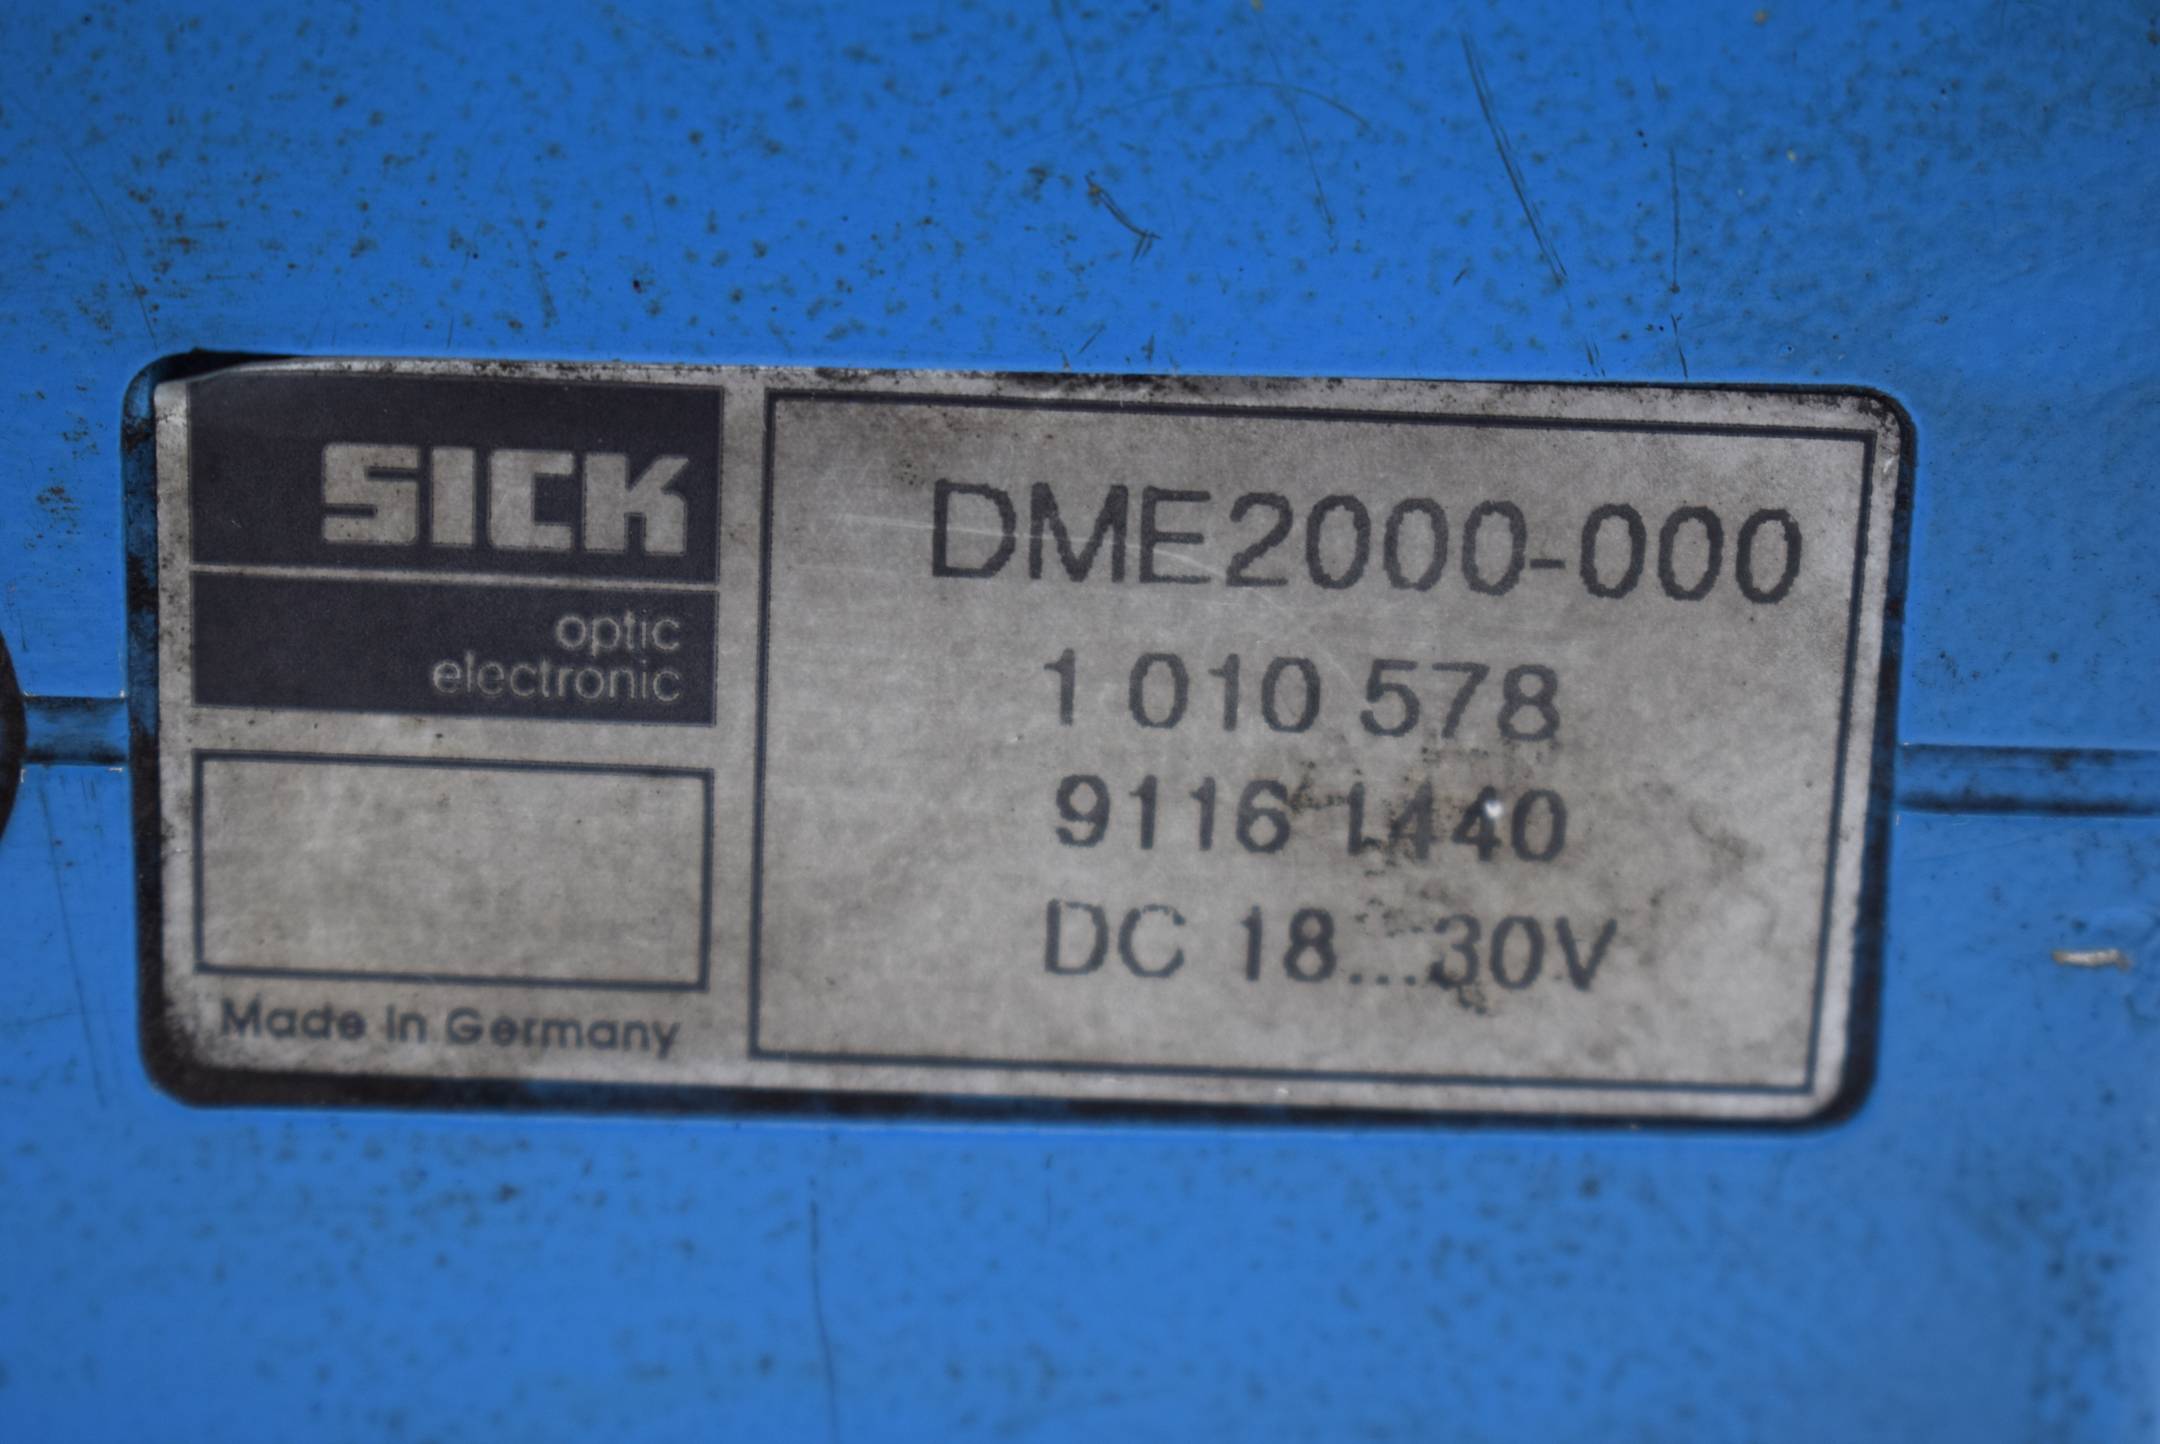 SICK
optic
electronic
Made in Germany
DME2000-000
1 010 578
9116 1440
DC 18...30V